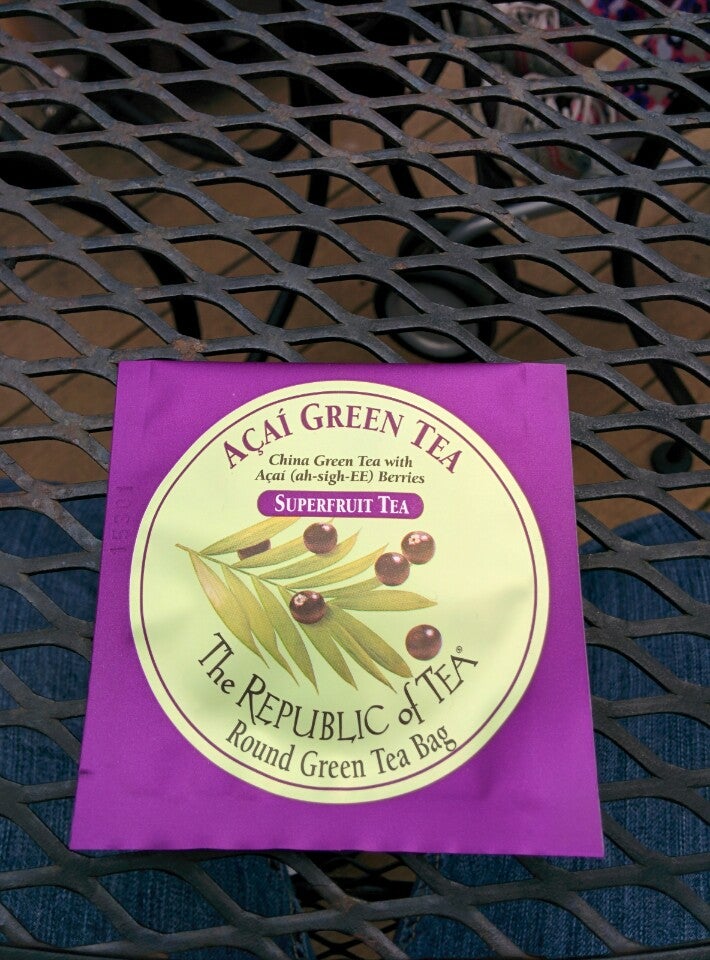 AÇAÍ GREEN TEA
China Green Tea with
Açai (ah-sigh-EE) Berries
SUPERFRUIT TEA
The REPUBLIC of TEA®
Round Green Tea Bag